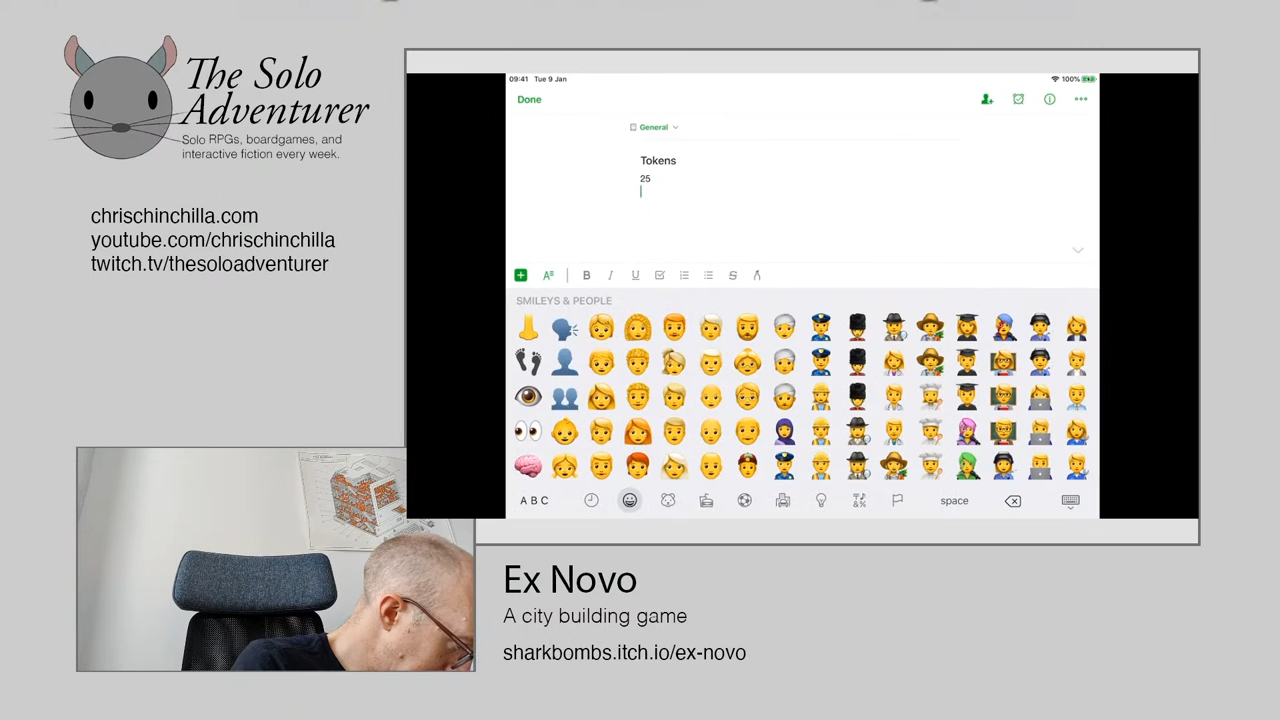 The Solo
Adventurer
Solo RPGs, boardgames, and
interactive fiction every week.
chrischinchilla.com
youtube.com/chrischinchilla
twitch.tv/thesoloadventurer
09:41 Tue 9 Jan
100%
Done
General
Tokens
25
B I U S
SMILEYS & PEOPLE
A B C
space
Ex Novo
A city building game
sharkbombs.itch.io/ex-novo